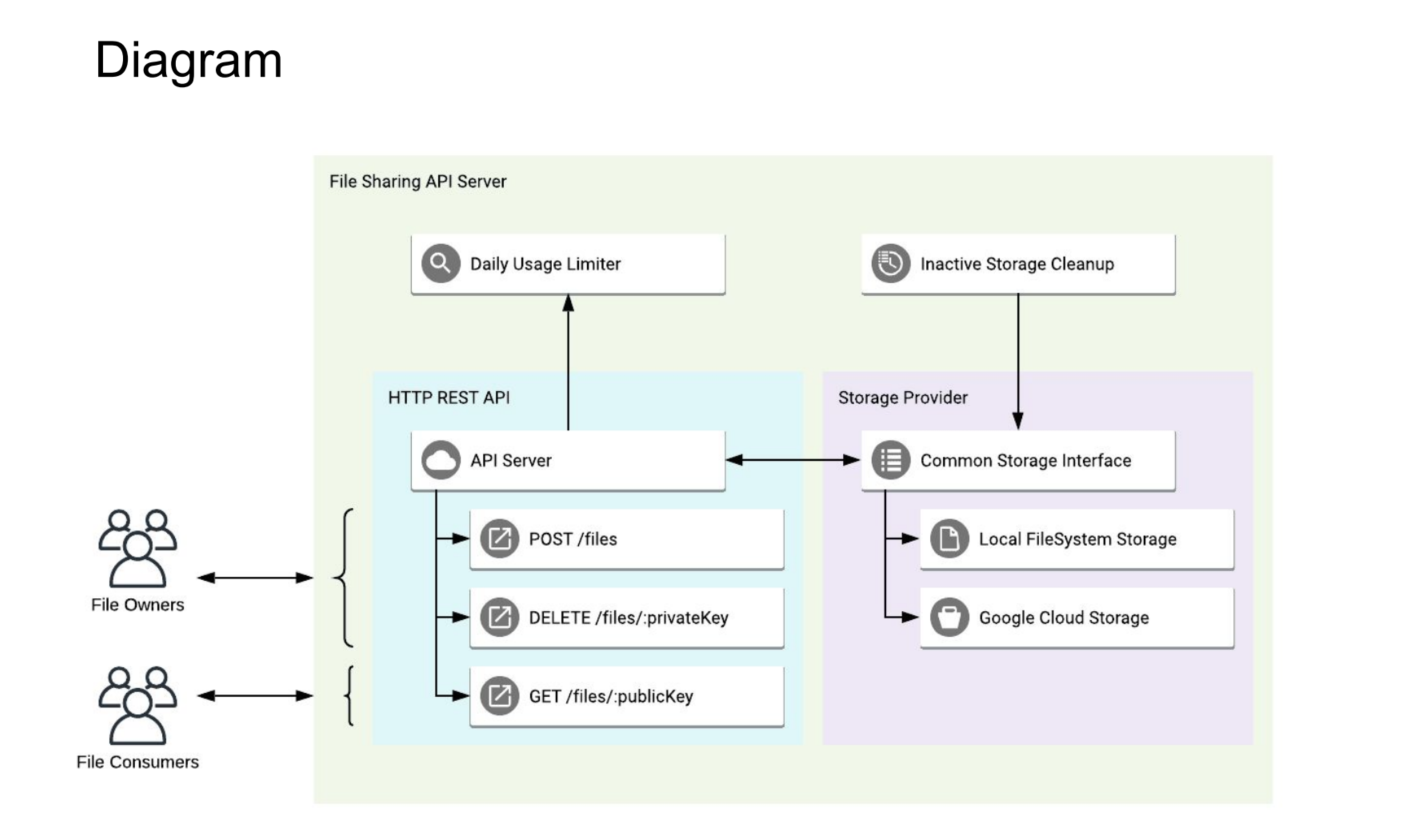 Diagram
File Sharing API Server
Daily Usage Limiter
Inactive Storage Cleanup
HTTP REST API
Storage Provider
API Server
Common Storage Interface
POST /files
Local FileSystem Storage
File Owners
DELETE /files/:privateKey
Google Cloud Storage
GET /files/:publicKey
File Consumers